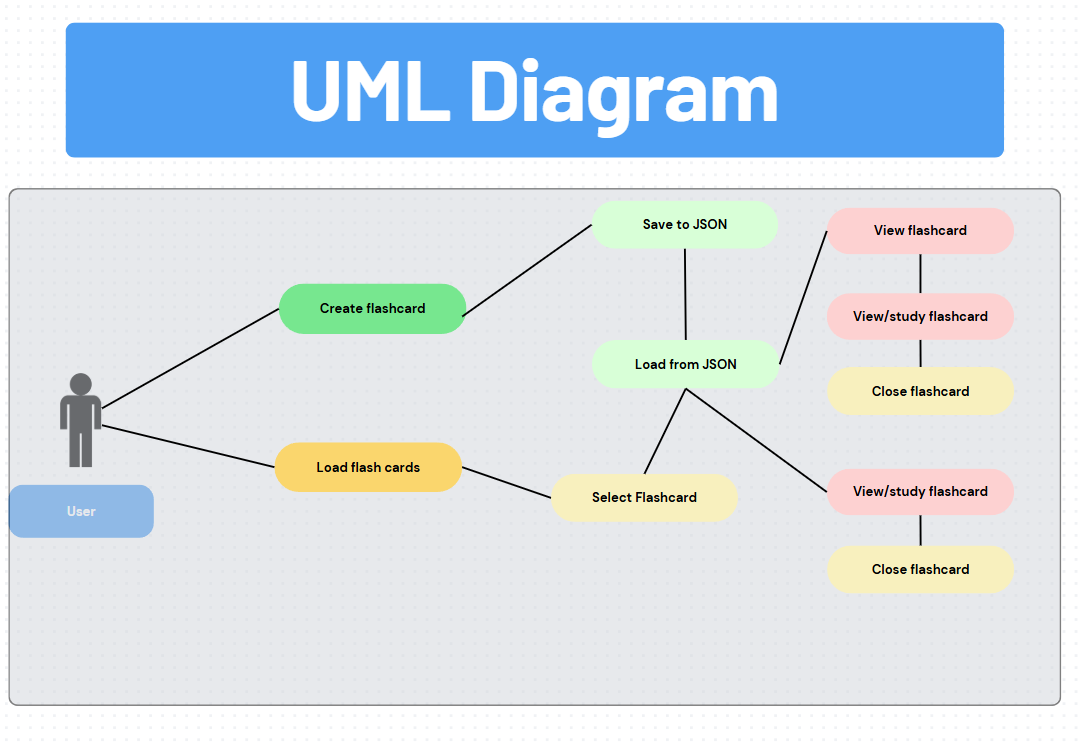 UML Diagram
Save to JSON
View flashcard
Create flashcard
View/study flashcard
Load from JSON
Close flashcard
Load flash cards
Select Flashcard
View/study flashcard
User
Close flashcard